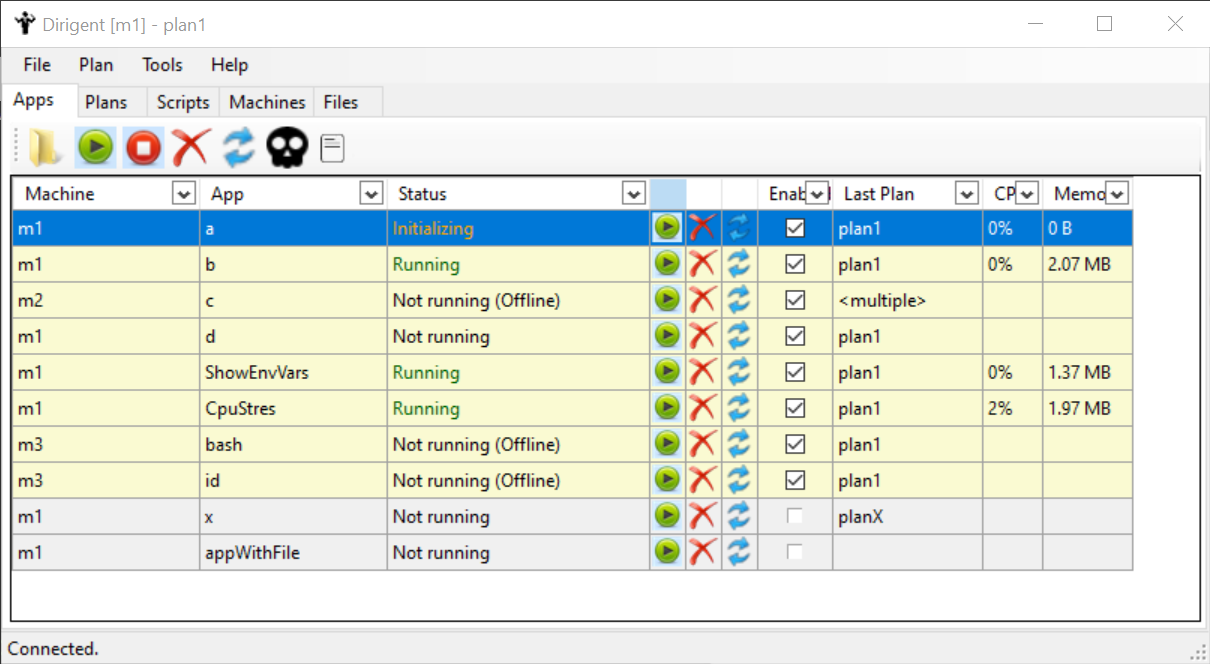 Dirigent [m1] - plan1
File Plan Tools Help
Apps Plans Scripts Machines Files
Machine App Status Enab Last Plan CP Memo
m1 a Initializing plan1 0% 0 B
m1 b Running plan1 0% 2.07 MB
m2 c Not running (Offline) <multiple>
m1 d Not running plan1
m1 ShowEnvVars Running plan1 0% 1.37 MB
m1 CpuStres Running plan1 2% 1.97 MB
m3 bash Not running (Offline) plan1
m3 id Not running (Offline) plan1
m1 x Not running planX
m1 appWithFile Not running
Connected.